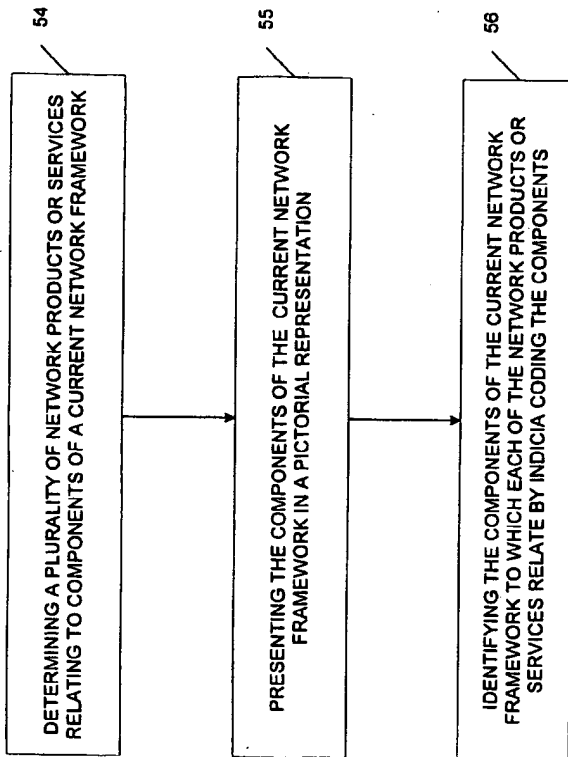 54
DETERMINING A PLURALITY OF NETWORK PRODUCTS OR SERVICES
RELATING TO COMPONENTS OF A CURRENT NETWORK FRAMEWORK
55
PRESENTING THE COMPONENTS OF THE CURRENT NETWORK
FRAMEWORK IN A PICTORIAL REPRESENTATION
56
IDENTIFYING THE COMPONENTS OF THE CURRENT NETWORK
FRAMEWORK TO WHICH EACH OF THE NETWORK PRODUCTS OR
SERVICES RELATE BY INDICIA CODING THE COMPONENTS